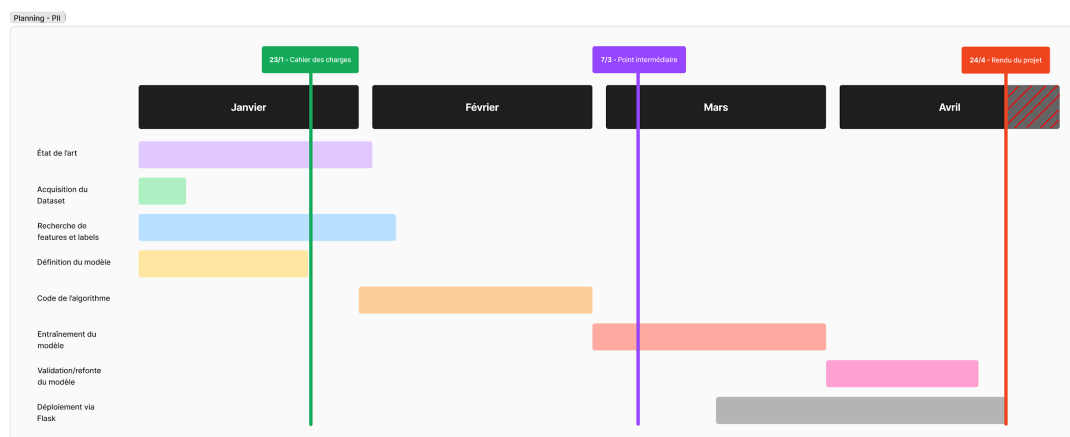 Planning - PII
23/1 - Cahier des charges
7/3 - Point intermédiaire
24/4 - Rendu du projet
Janvier
Février
Mars
Avril
État de l'art
Acquisition du
Dataset
Recherche de
features et labels
Définition du modèle
Code de l'algorithme
Entraînement du
modèle
Validation/refonte
du modèle
Déploiement via
Flask